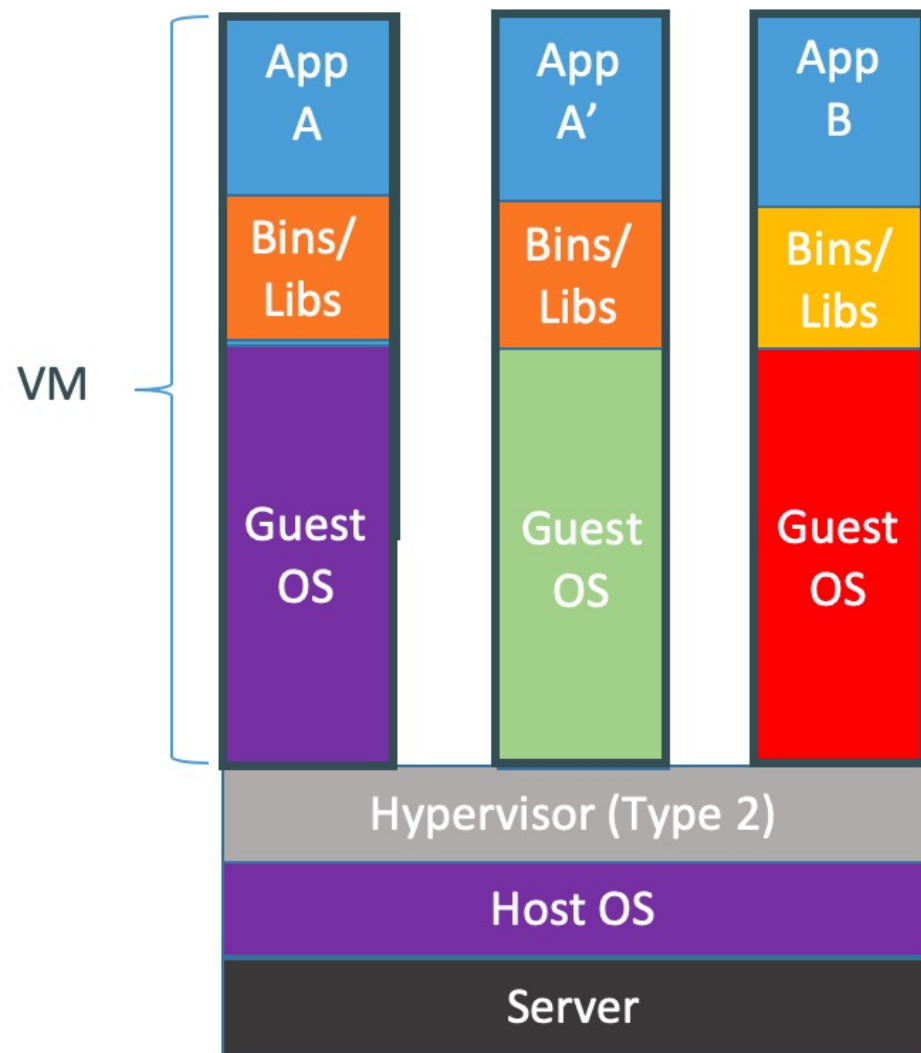 App
A
App
A’
App
B
Bins/
Libs
Bins/
Libs
Bins/
Libs
VM
Guest
OS
Guest
OS
Guest
OS
Hypervisor (Type 2)
Host OS
Server